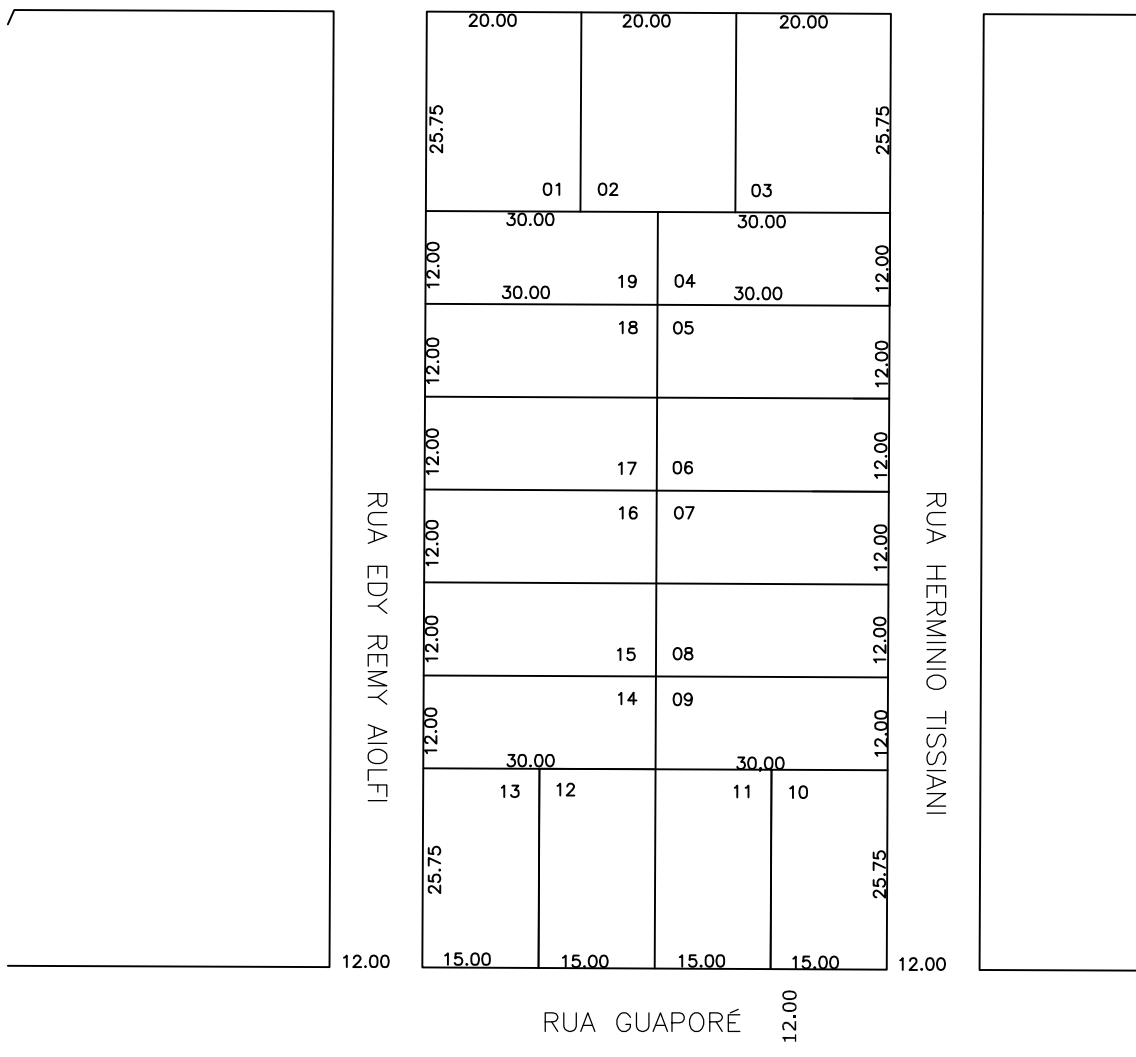 20.00 20.00 20.00
25.75 25.75
01 02 03
30.00 30.00
12.00 12.00
19 04
30.00 30.00
18 05
12.00 12.00
12.00 12.00
17 06
16 07
12.00 12.00
RUA EDY REMY AIOLFI
RUA HERMINIO TISSIANI
12.00 12.00
15 08
14 09
12.00 12.00
30.00 30,00
13 12 11 10
25.75 25.75
12.00 15.00 15.00 15.00 15.00 12.00
RUA GUAPORÉ
12.00